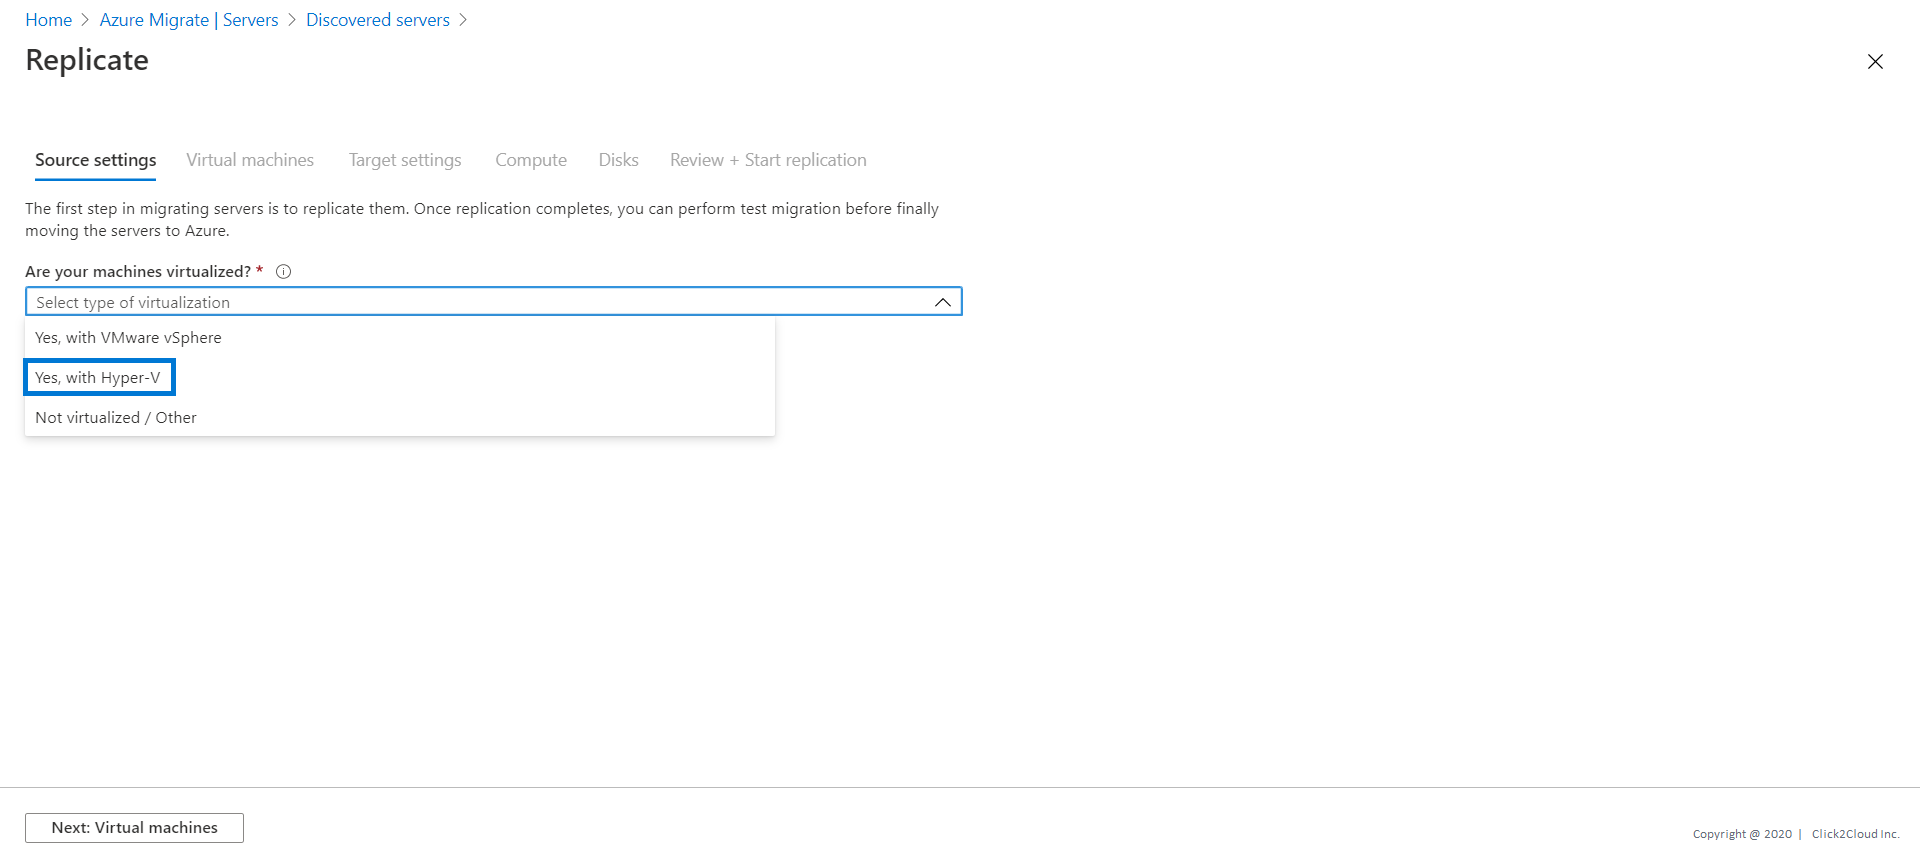 Home > Azure Migrate | Servers > Discovered servers >
Replicate
Source settings Virtual machines Target settings Compute Disks Review + Start replication
The first step in migrating servers is to replicate them. Once replication completes, you can perform test migration before finally
moving the servers to Azure.
Are your machines virtualized? *
Select type of virtualization
Yes, with VMware vSphere
Yes, with Hyper-V
Not virtualized / Other
Next: Virtual machines
Copyright @ 2020 | Click2Cloud Inc.